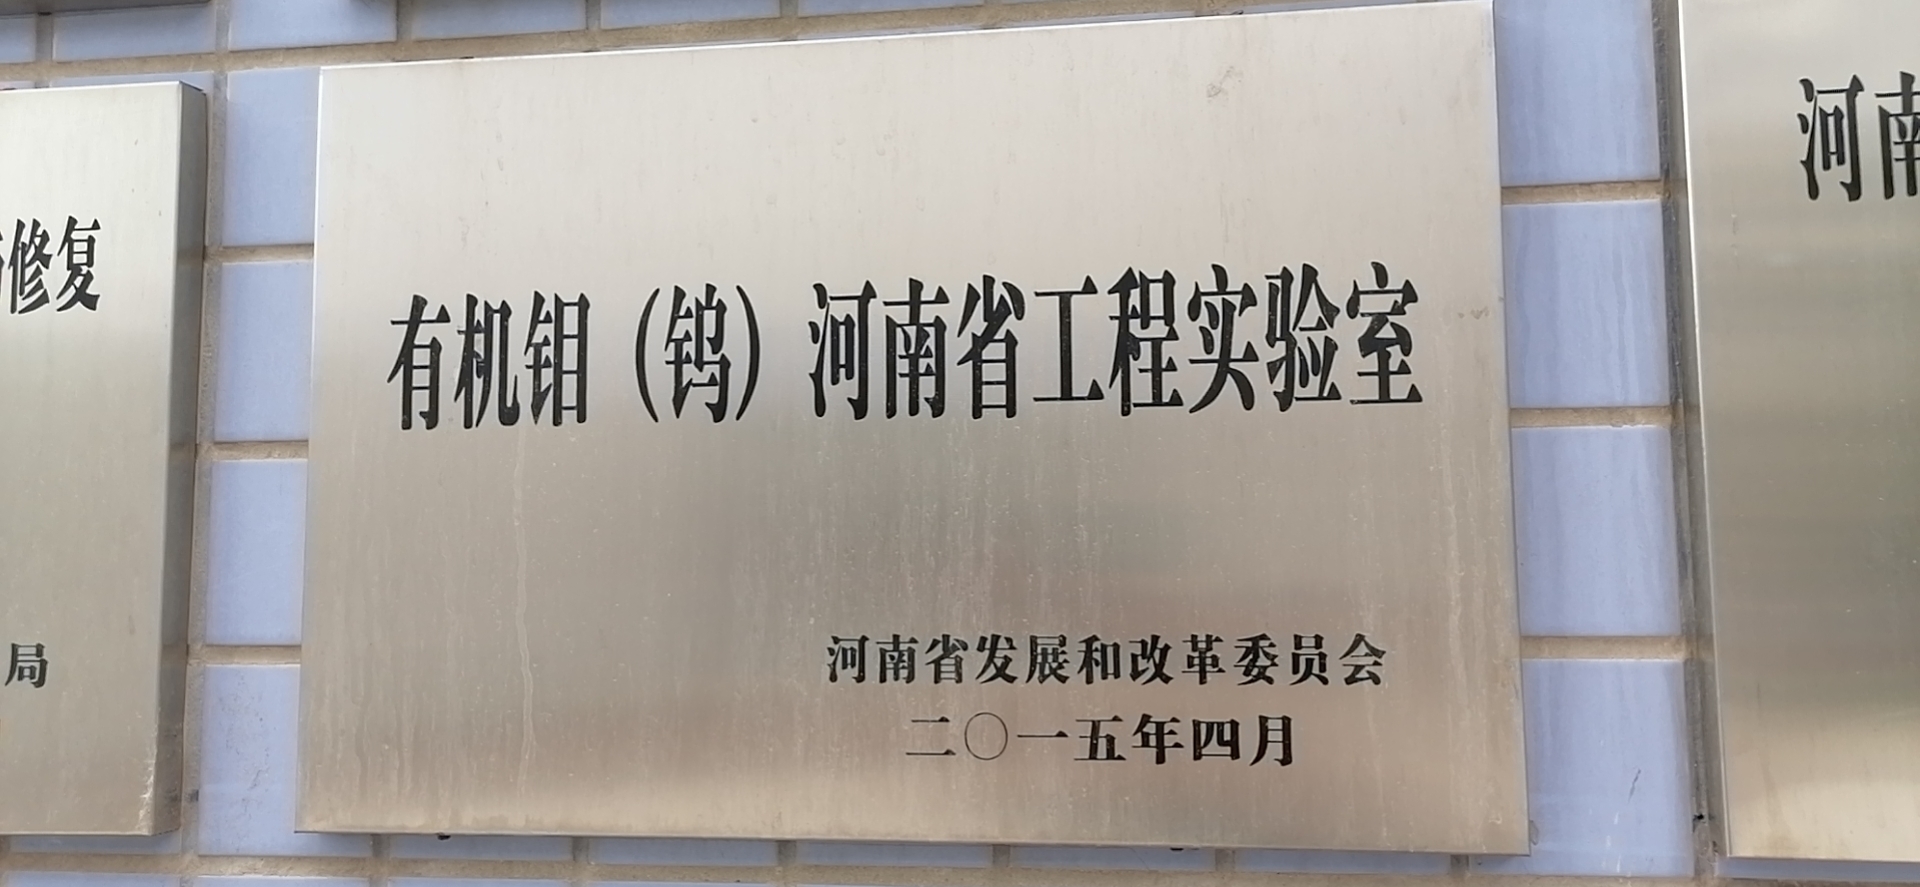 修复
局
有机钼（钨）河南省工程实验室
河南省发展和改革委员会
二〇一五年四月
河南